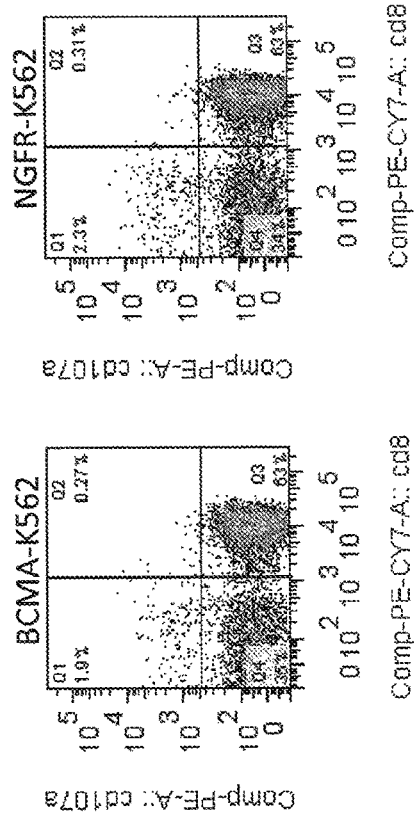 BCMA-K562
Comp-PE-A:: cd107a
10^5
10^4
10^3
10^2
0
Q1
1.9%
Q2
0.27%
Q4
35%
Q3
63%
0 10^2 10^3 10^4 10^5
Comp-PE-CY7-A:: cd8
NGFR-K562
Comp-PE-A:: cd107a
10^5
10^4
10^3
10^2
0
Q1
2.3%
Q2
0.31%
Q4
34%
Q3
63%
0 10^2 10^3 10^4 10^5
Comp-PE-CY7-A:: cd8